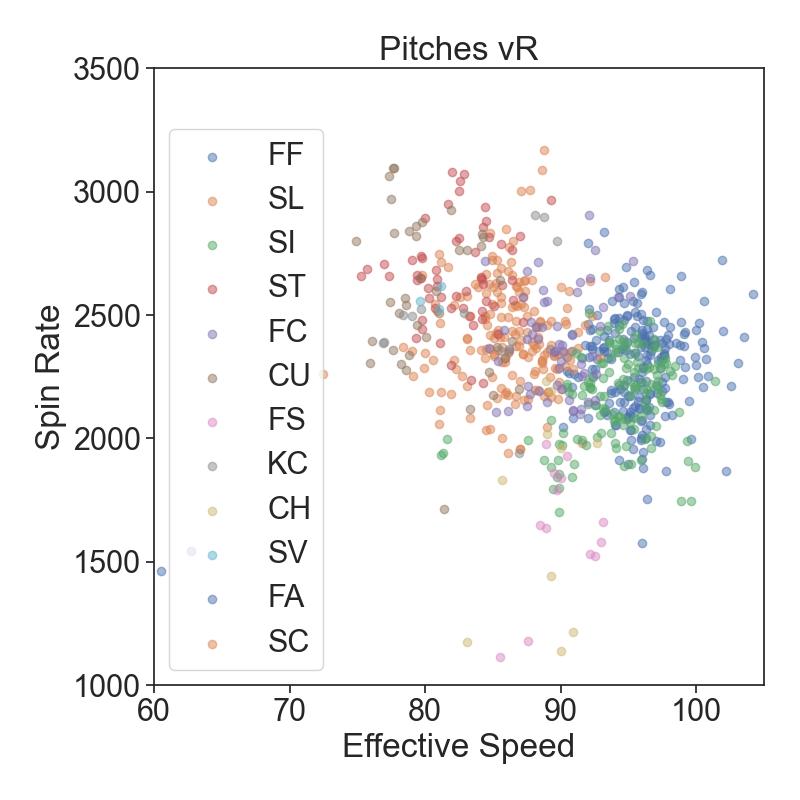 Pitches vR
3500
3000
2500
2000
1500
1000
Spin Rate
FF
SL
SI
ST
FC
CU
FS
KC
CH
SV
FA
SC
60
70
80
90
100
Effective Speed